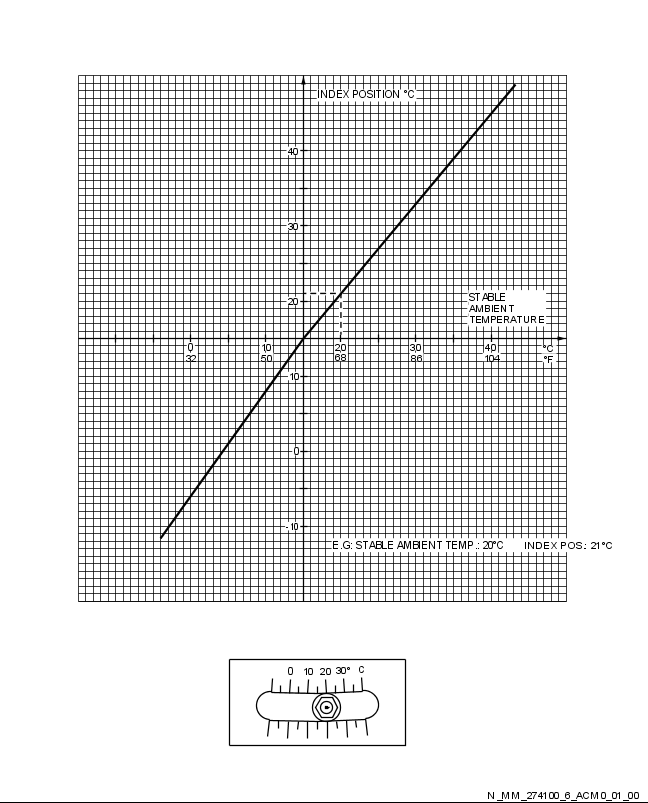 INDEX POSITION °C
40
30
20
STABLE
AMBIENT
TEMPERATURE
0 10 20 30 40 °C
32 50 68 86 104 °F
10
0
-10
E.G: STABLE AMBIENT TEMP.: 20°C INDEX POS.: 21°C
0 10 20 30° C
N_MM_274100_6_ACM0_01_00